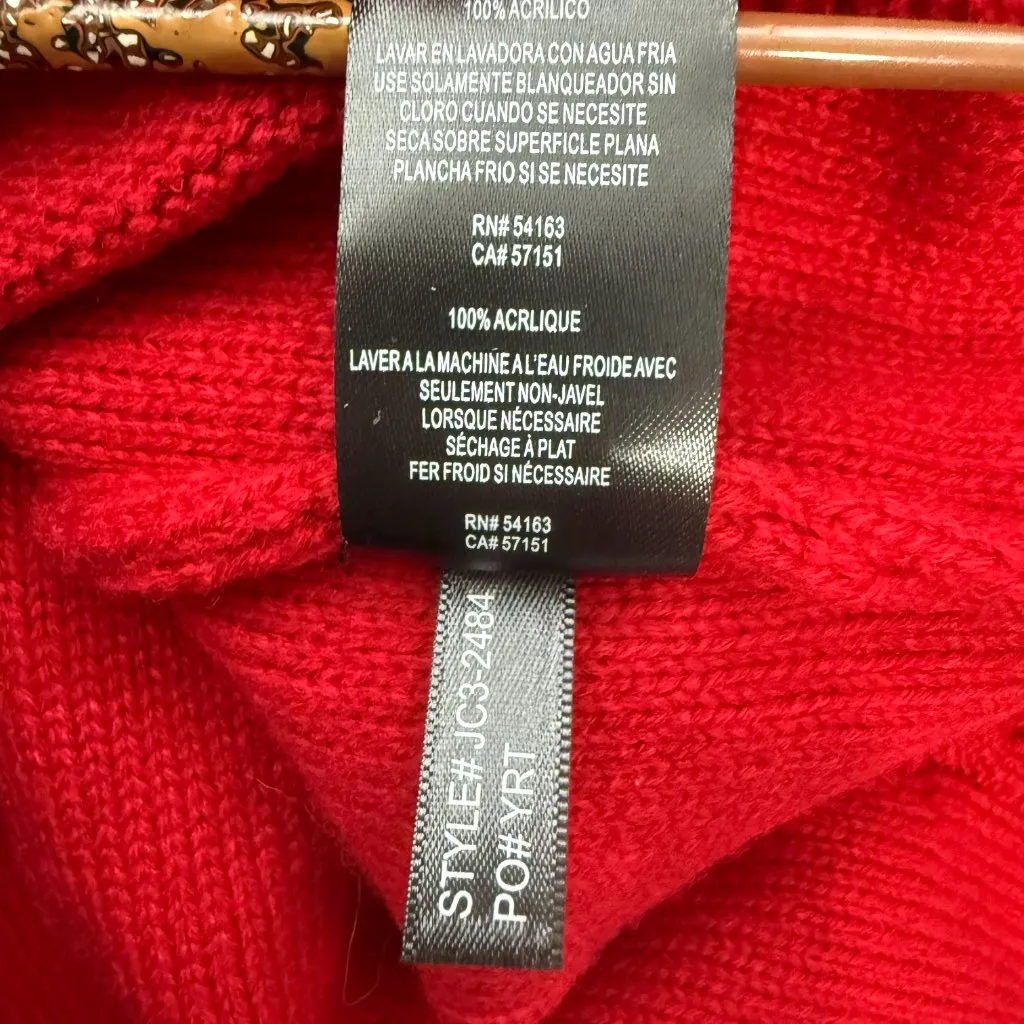 100% ACRILICO
LAVAR EN LAVADORA CON AGUA FRIA
USE SOLAMENTE BLANQUEADOR SIN
CLORO CUANDO SE NECESITE
SECA SOBRE SUPERFICLE PLANA
PLANCHA FRIO SI SE NECESITE
RN# 54163
CA# 57151
100% ACRLIQUE
LAVER A LA MACHINE A L'EAU FROIDE AVEC
SEULEMENT NON-JAVEL
LORSQUE NÉCESSAIRE
SÉCHAGE À PLAT
FER FROID SI NÉCESSAIRE
RN# 54163
CA# 57151
STYLE# JC3-2484
PO# YRT